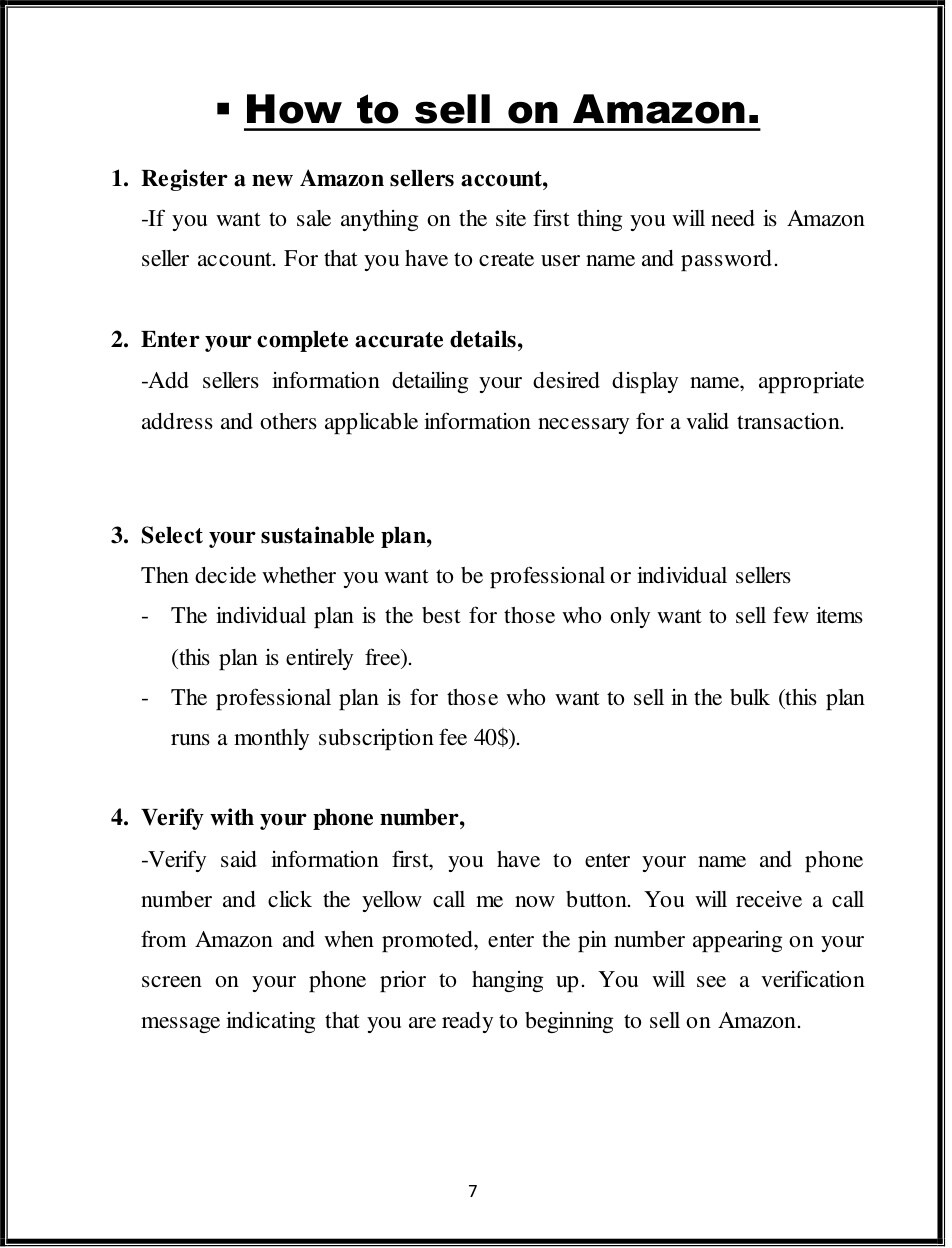 ▪ How to sell on Amazon.
1. Register a new Amazon sellers account,
-If you want to sale anything on the site first thing you will need is Amazon
seller account. For that you have to create user name and password.
2. Enter your complete accurate details,
-Add sellers information detailing your desired display name, appropriate
address and others applicable information necessary for a valid transaction.
3. Select your sustainable plan,
Then decide whether you want to be professional or individual sellers
- The individual plan is the best for those who only want to sell few items
(this plan is entirely free).
- The professional plan is for those who want to sell in the bulk (this plan
runs a monthly subscription fee 40$).
4. Verify with your phone number,
-Verify said information first, you have to enter your name and phone
number and click the yellow call me now button. You will receive a call
from Amazon and when promoted, enter the pin number appearing on your
screen on your phone prior to hanging up. You will see a verification
message indicating that you are ready to beginning to sell on Amazon.
7